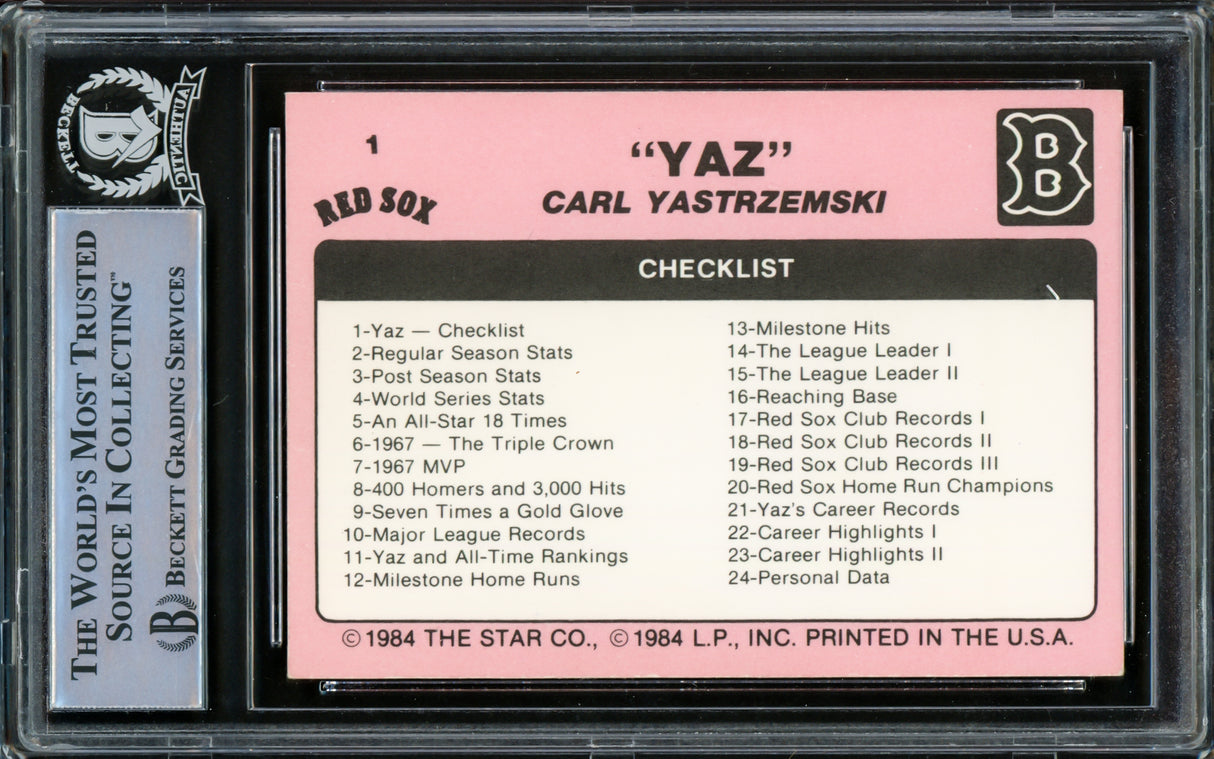 BECKETT
B
AUTHENTIC
THE WORLD'S MOST TRUSTED
SOURCE IN COLLECTING™
B BECKETT GRADING SERVICES
1
RED SOX
"YAZ"
CARL YASTRZEMSKI
B
CHECKLIST
1-Yaz — Checklist
2-Regular Season Stats
3-Post Season Stats
4-World Series Stats
5-An All-Star 18 Times
6-1967 — The Triple Crown
7-1967 MVP
8-400 Homers and 3,000 Hits
9-Seven Times a Gold Glove
10-Major League Records
11-Yaz and All-Time Rankings
12-Milestone Home Runs
13-Milestone Hits
14-The League Leader I
15-The League Leader II
16-Reaching Base
17-Red Sox Club Records I
18-Red Sox Club Records II
19-Red Sox Club Records III
20-Red Sox Home Run Champions
21-Yaz's Career Records
22-Career Highlights I
23-Career Highlights II
24-Personal Data
© 1984 THE STAR CO., © 1984 L.P., INC. PRINTED IN THE U.S.A.